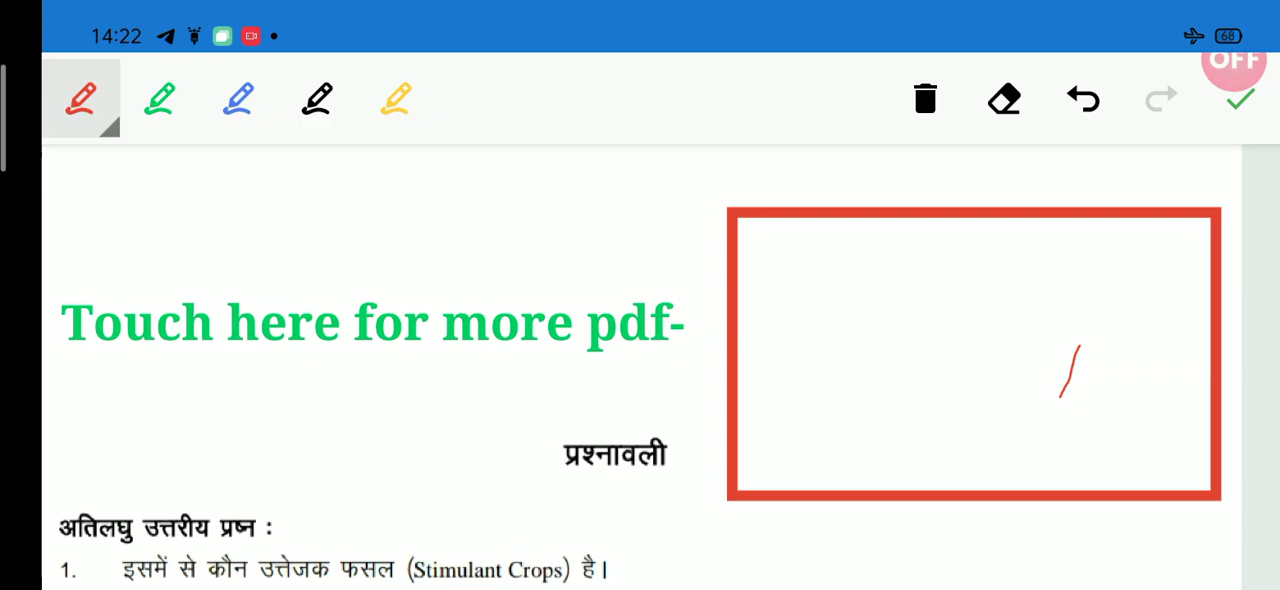 14:22
68
OFF
Touch here for more pdf-
प्रश्नावली
अतिलघु उत्तरीय प्रश्न :
1. इसमें से कौन उत्तेजक फसल (Stimulant Crops) है।